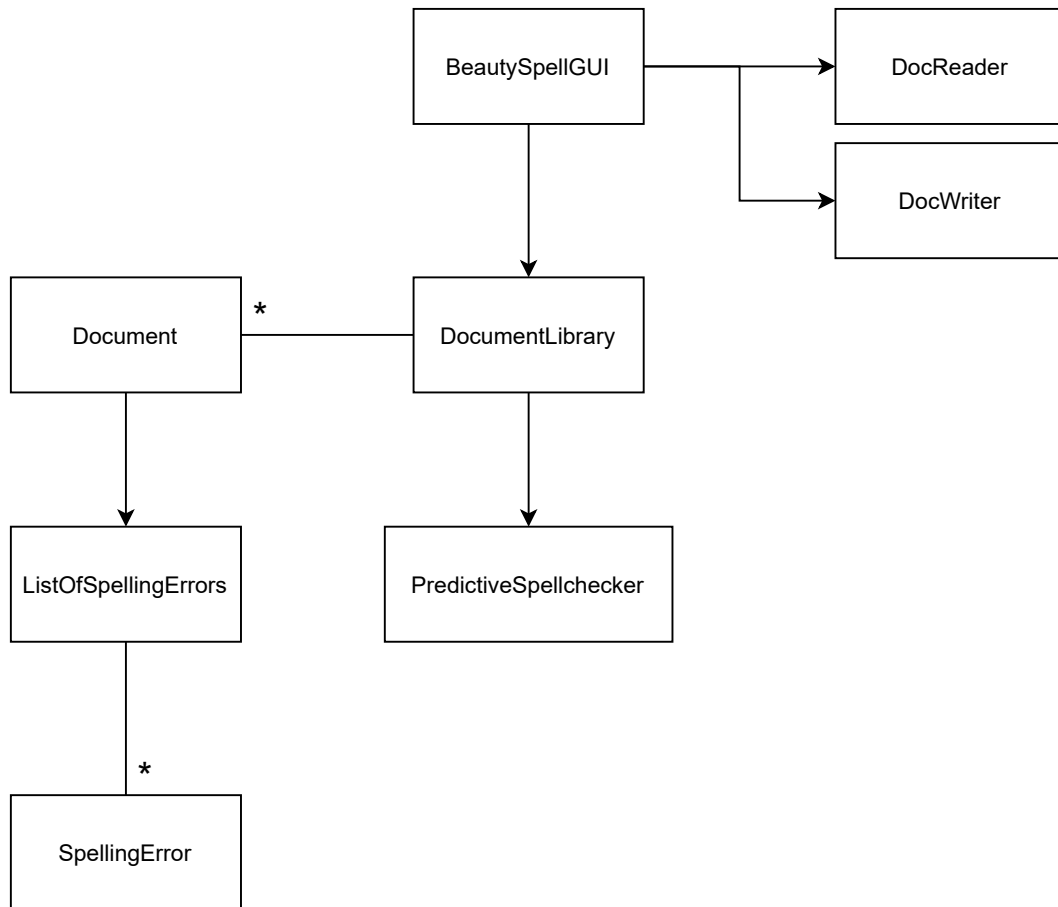 BeautySpellGUI
DocReader
DocWriter
Document
*
DocumentLibrary
ListOfSpellingErrors
PredictiveSpellchecker
*
SpellingError